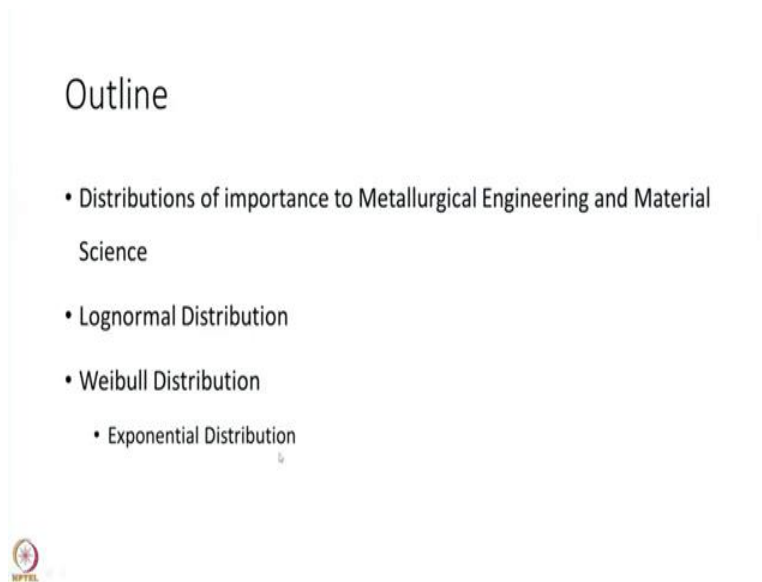 Outline
• Distributions of importance to Metallurgical Engineering and Material
Science
• Lognormal Distribution
• Weibull Distribution
• Exponential Distribution
NPTEL